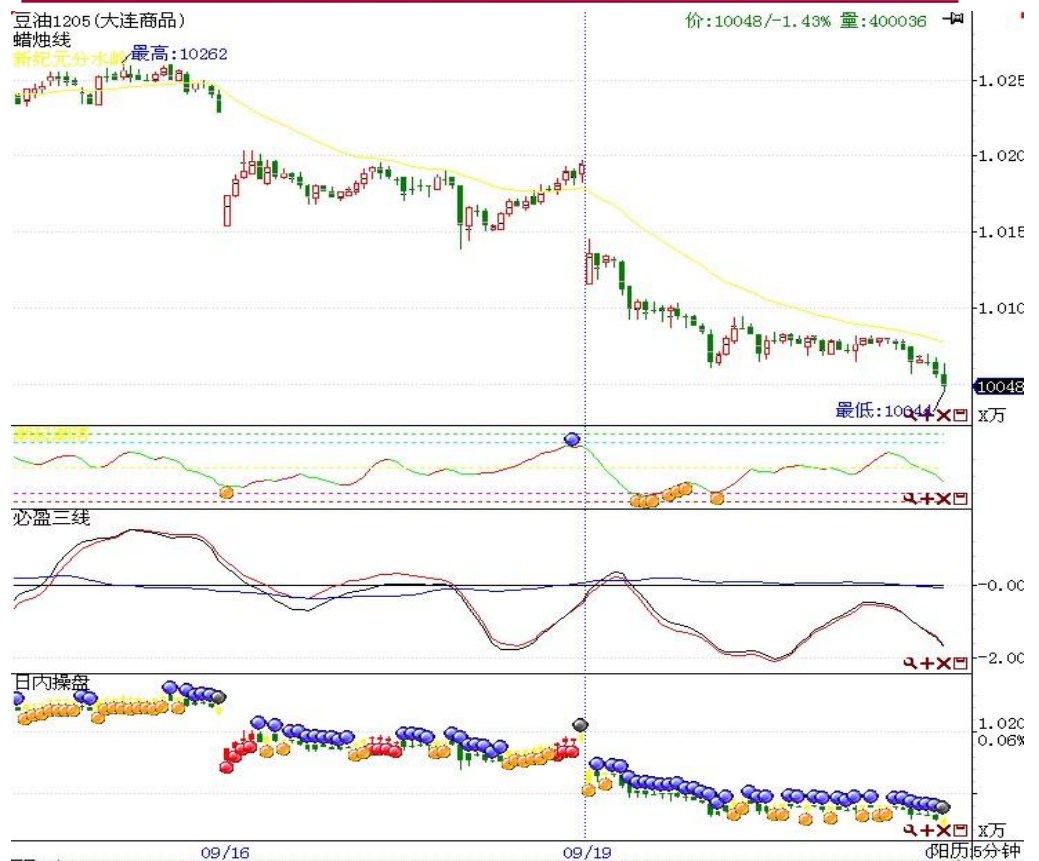 豆油1205(大连商品)
价:10048/-1.43% 量:400036
蜡烛线
新纪元分水岭
最高:10262
1.025
1.020
1.015
1.010
10048
最低:10044
X万
必盈三线
-0.00
-2.00
日内操盘
1.020
0.06%
X万
09/16
09/19
阳历:5分钟